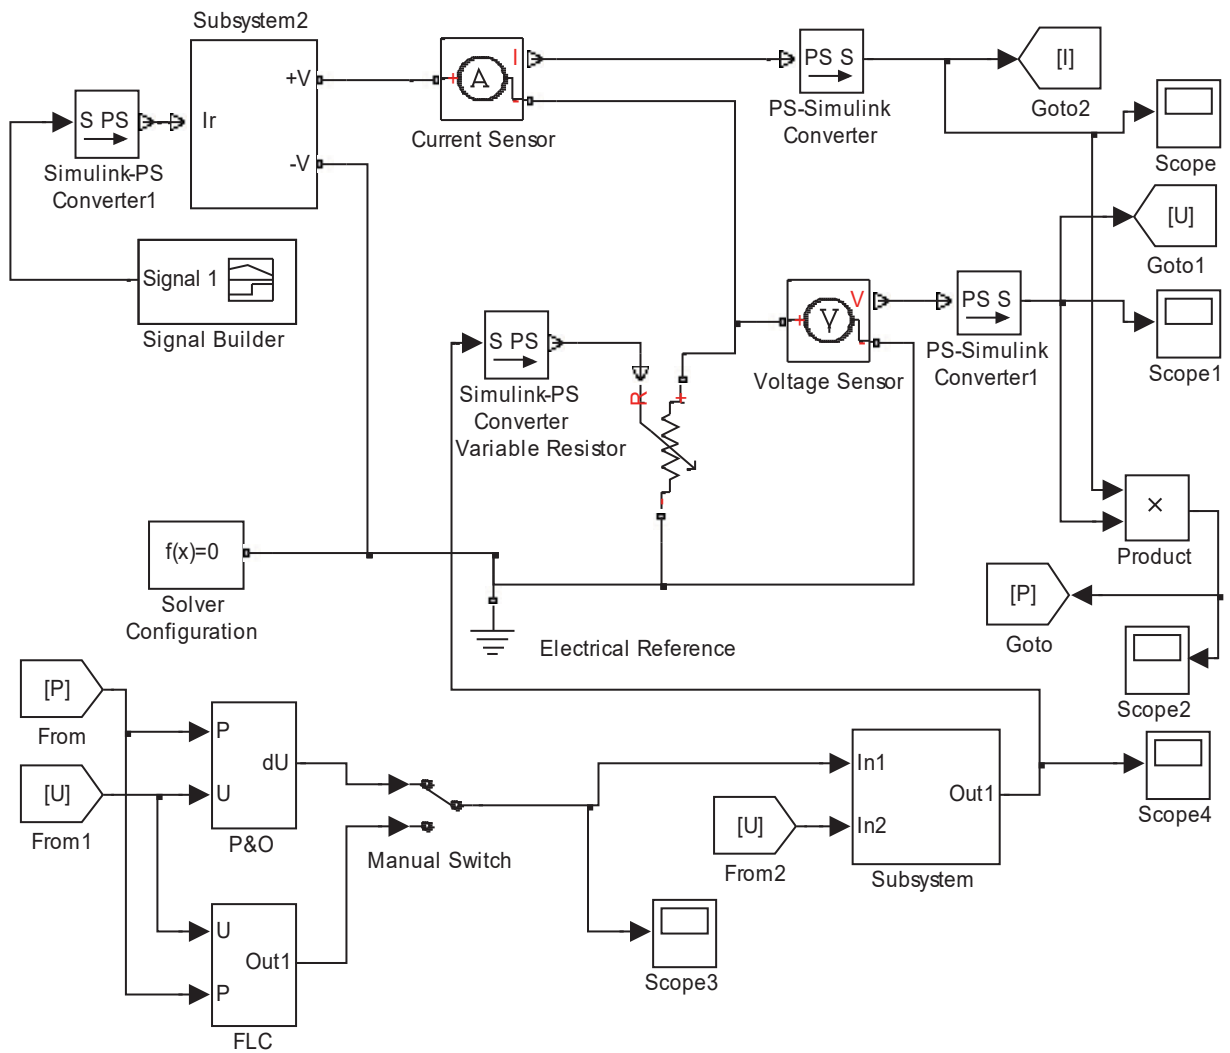 Subsystem2
+V
-V
Ir
S PS
Simulink-PS
Converter1
Signal 1
Signal Builder
I
+
A
-
Current Sensor
PS S
PS-Simulink
Converter
[I]
Goto2
Scope
[U]
Goto1
Scope1
S PS
Simulink-PS
Converter
Variable Resistor
R
+
-
V
+
V
-
Voltage Sensor
PS S
PS-Simulink
Converter1
×
Product
[P]
Goto
Scope2
f(x)=0
Solver
Configuration
Electrical Reference
[P]
From
[U]
From1
P
U
dU
P&O
U
P
Out1
FLC
Manual Switch
[U]
From2
In1
In2
Out1
Subsystem
Scope3
Scope4